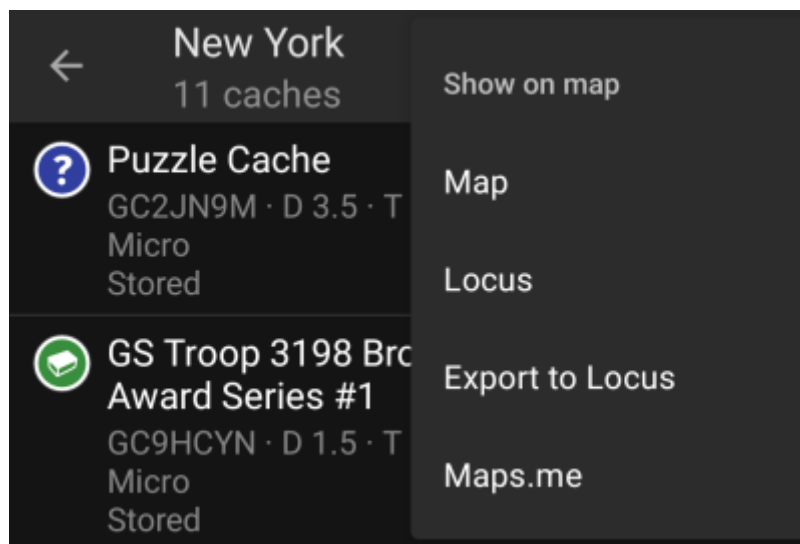 New York
11 caches
Puzzle Cache
GC2JN9M · D 3.5 · T
Micro
Stored
GS Troop 3198 Bro
Award Series #1
GC9HCYN · D 1.5 · T
Micro
Stored
Show on map
Map
Locus
Export to Locus
Maps.me